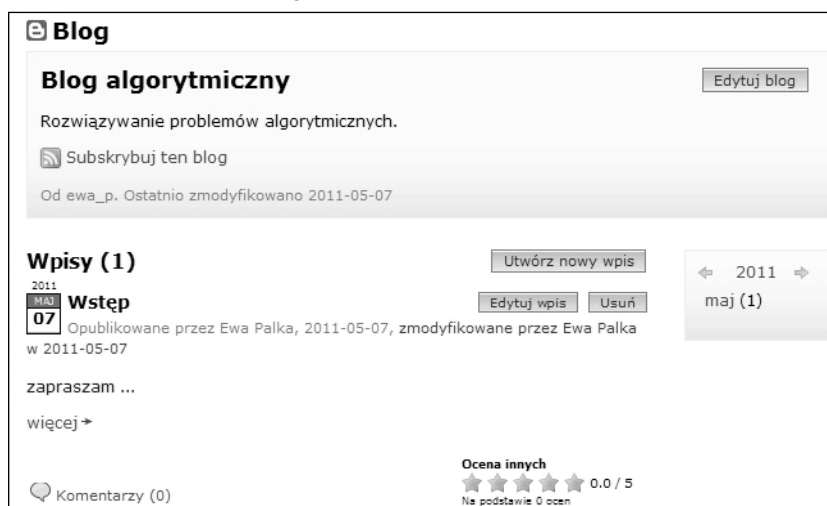 Blog
Blog algorytmiczny
Edytuj blog
Rozwiązywanie problemów algorytmicznych.
Subskrybuj ten blog
Od ewa_p. Ostatnio zmodyfikowano 2011-05-07
Wpisy (1)
Utwórz nowy wpis
2011
MAJ
07
Wstęp
Edytuj wpis
Usuń
Opublikowane przez Ewa Palka, 2011-05-07, zmodyfikowane przez Ewa Palka
w 2011-05-07
zapraszam ...
więcej
Komentarzy (0)
Ocena innych
0.0 / 5
Na podstawie 0 ocen
2011
maj (1)